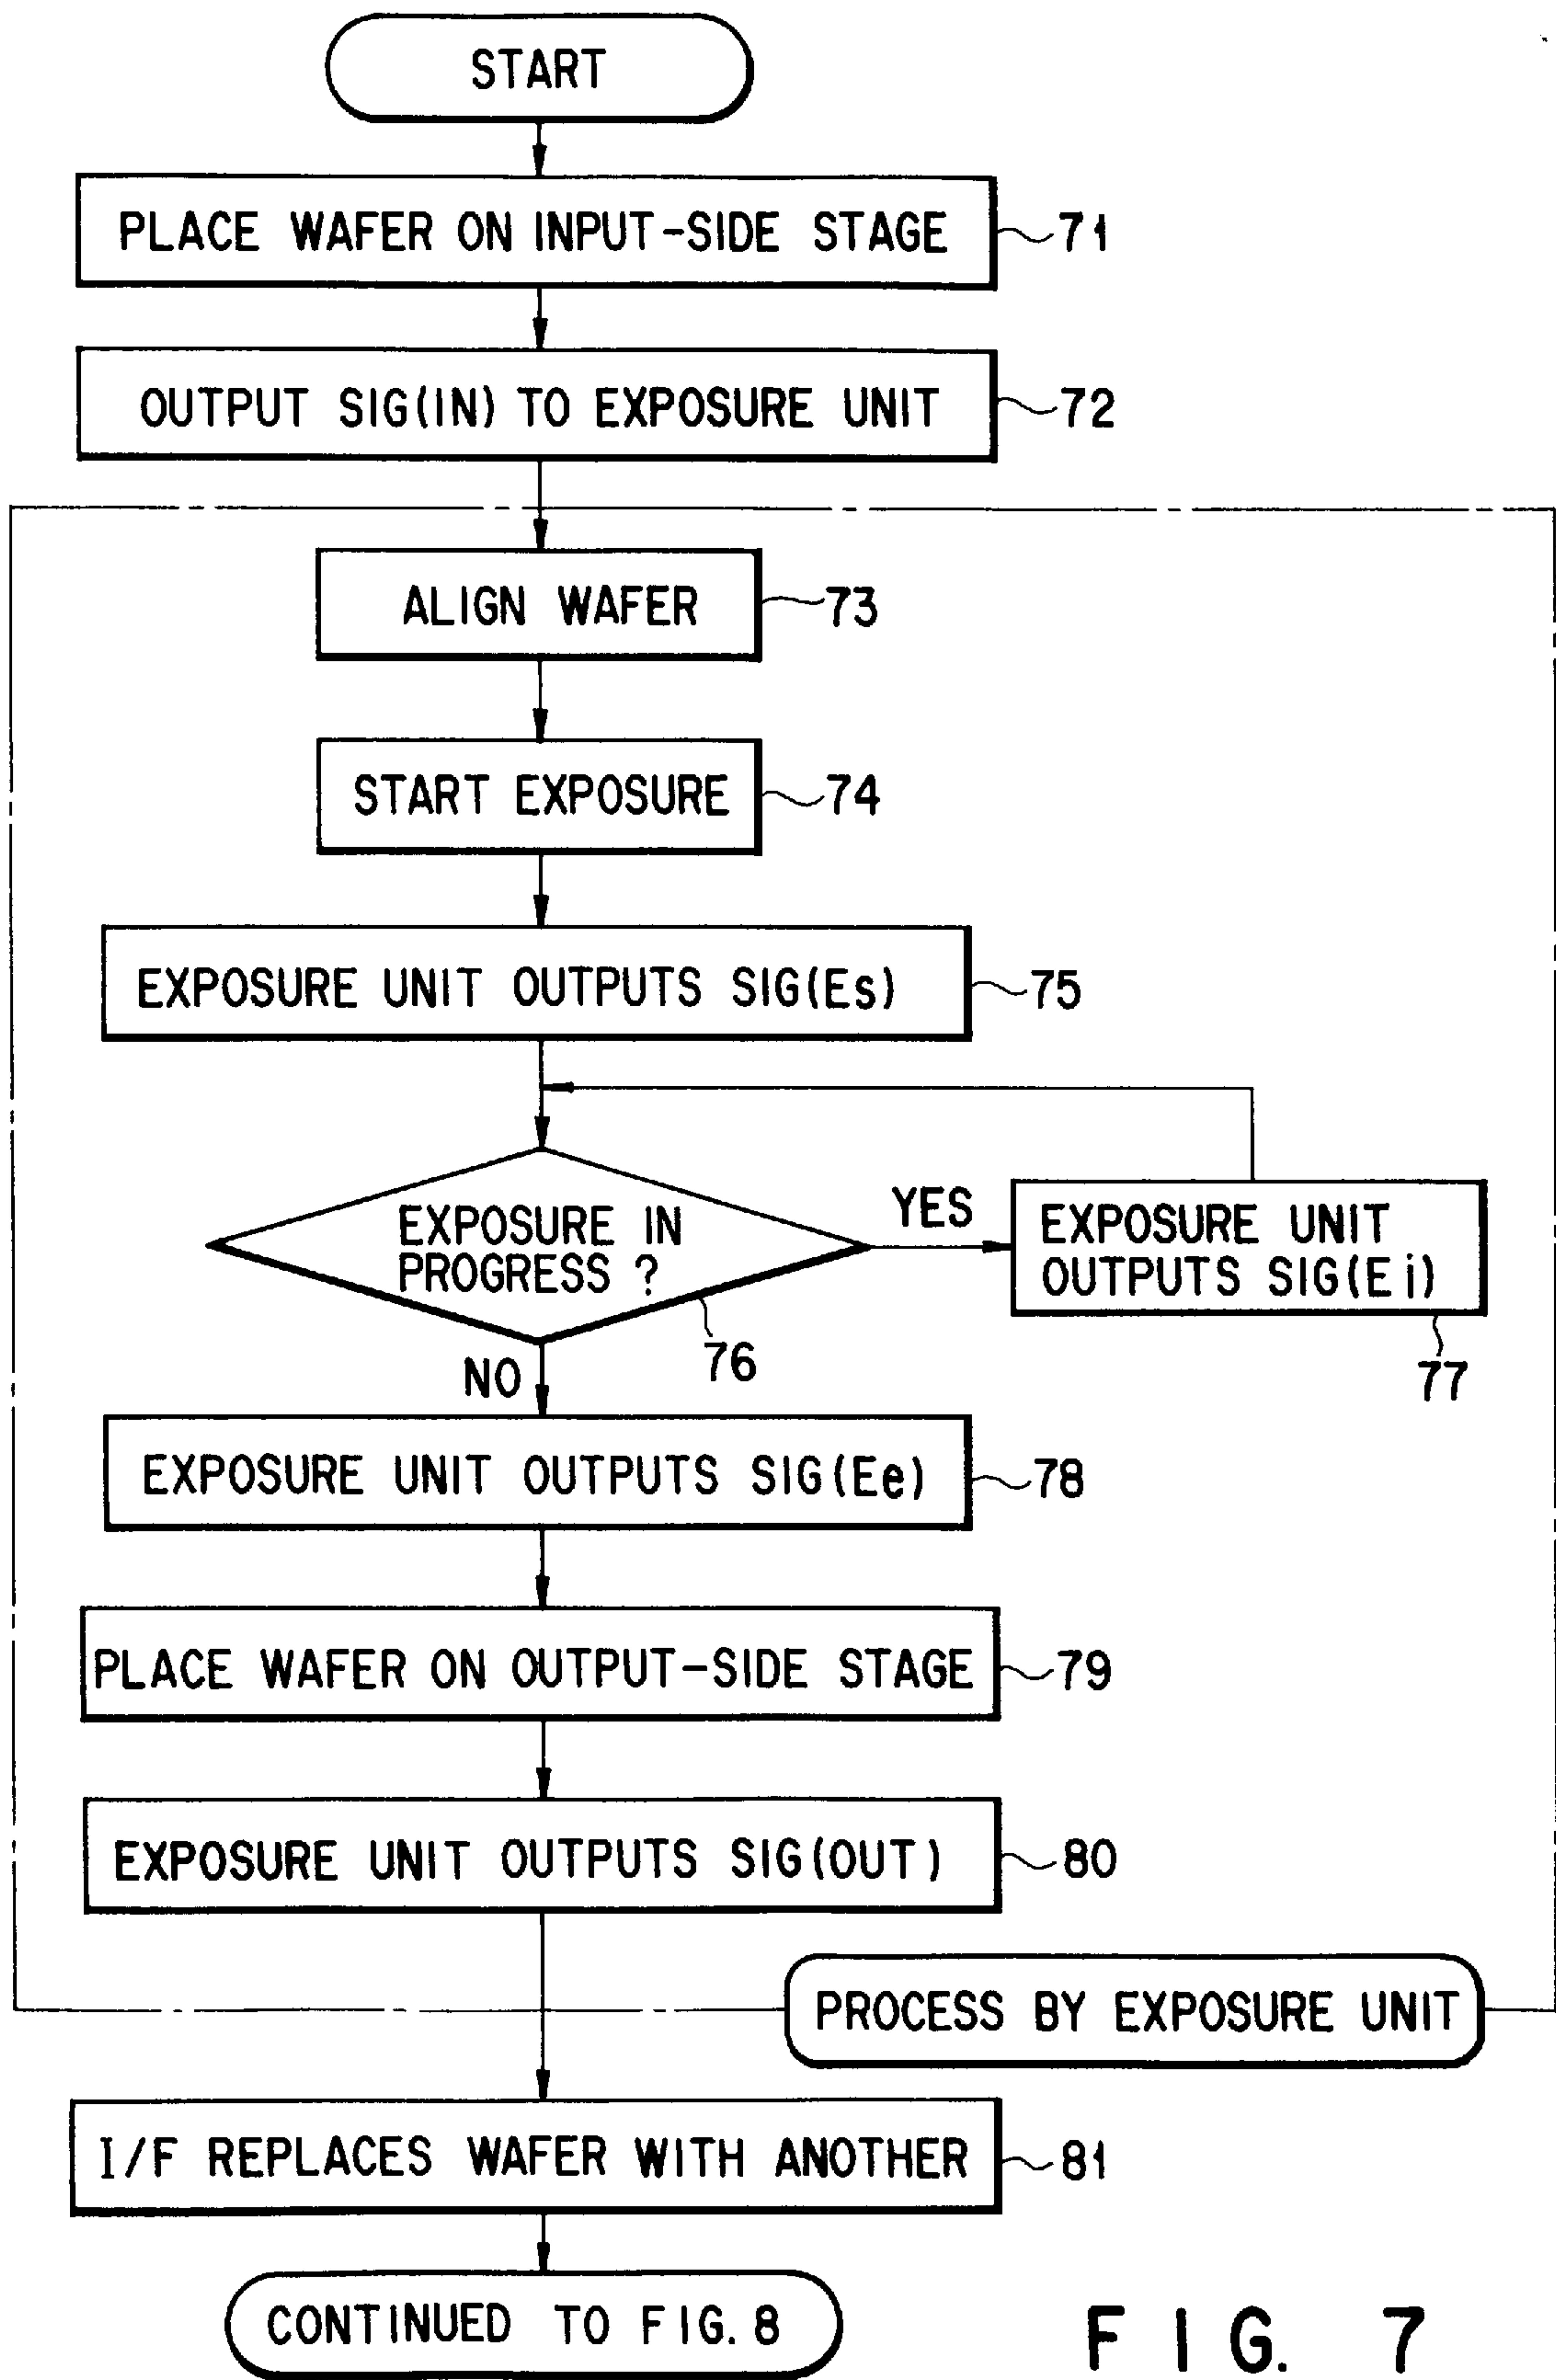 START
PLACE WAFER ON INPUT-SIDE STAGE
71
OUTPUT SIG(IN) TO EXPOSURE UNIT
72
ALIGN WAFER
73
START EXPOSURE
74
EXPOSURE UNIT OUTPUTS SIG(Es)
75
EXPOSURE IN
PROGRESS ?
76
YES
EXPOSURE UNIT
OUTPUTS SIG(Ei)
77
NO
EXPOSURE UNIT OUTPUTS SIG(Ee)
78
PLACE WAFER ON OUTPUT-SIDE STAGE
79
EXPOSURE UNIT OUTPUTS SIG(OUT)
80
PROCESS BY EXPOSURE UNIT
I/F REPLACES WAFER WITH ANOTHER
81
CONTINUED TO FIG. 8
FIG. 7